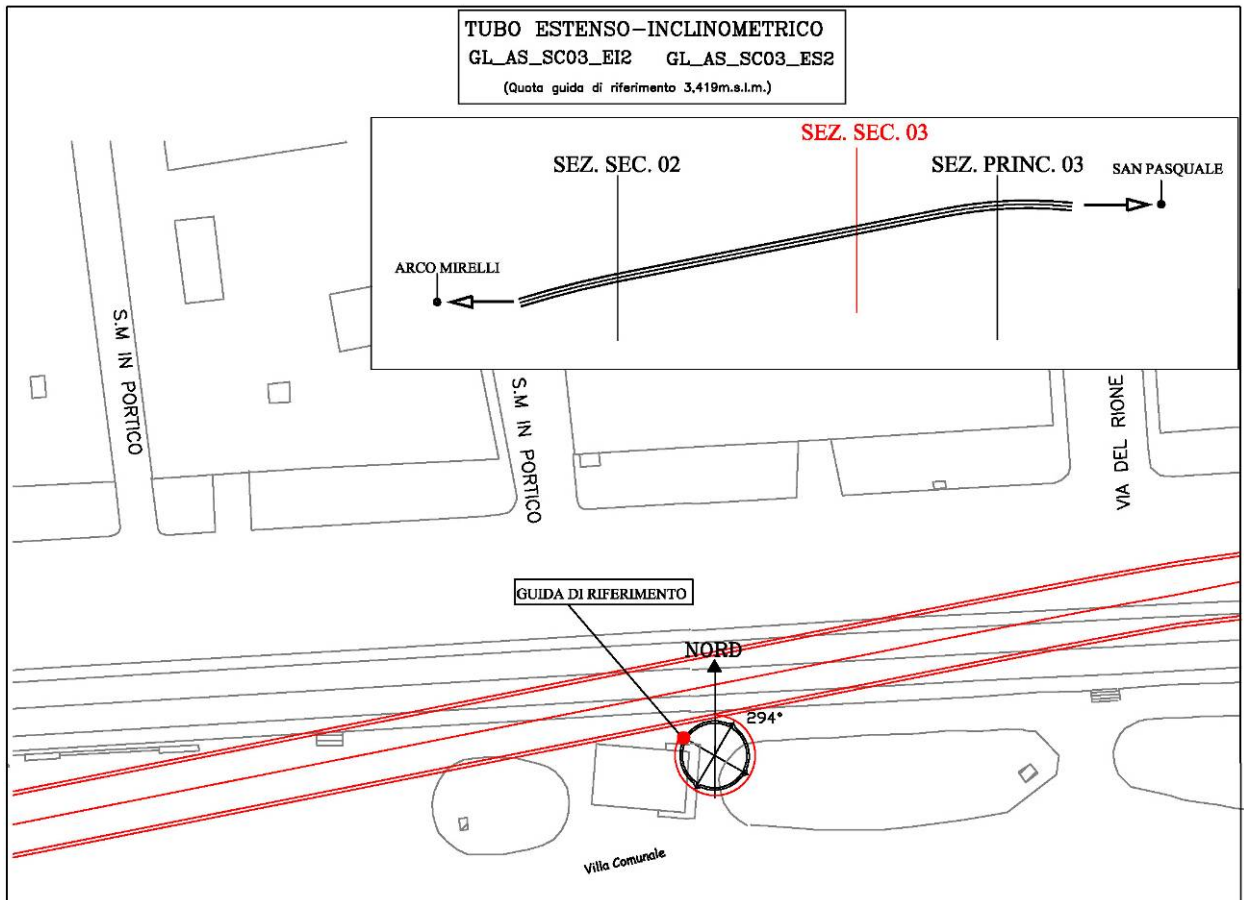 TUBO ESTENSO-INCLINOMETRICO
GL_AS_SC03_EI2 GL_AS_SC03_ES2
(Quota guida di riferimento 3,419m.s.l.m.)
SEZ. SEC. 03
SEZ. SEC. 02
SEZ. PRINC. 03
SAN PASQUALE
ARCO MIRELLI
S.M IN PORTICO
S.M IN PORTICO
VIA DEL RIONE
GUIDA DI RIFERIMENTO
NORD
294°
Villa Comunale